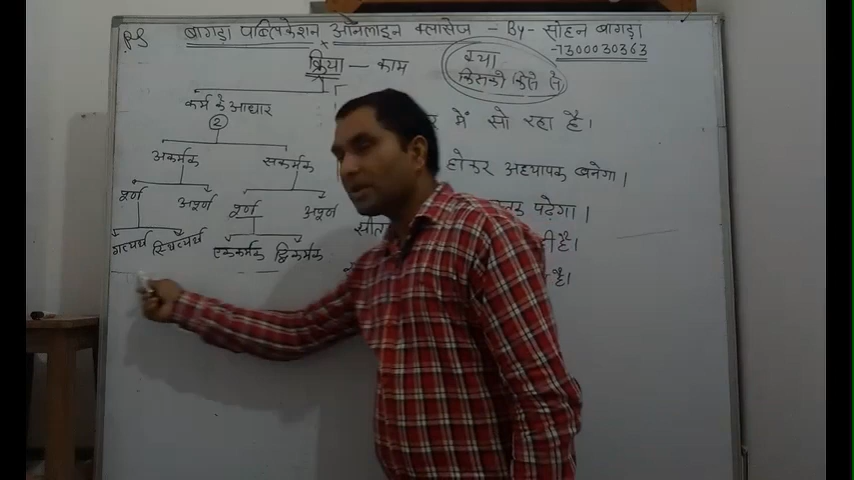 बागड़ा पब्लिकेशन ऑनलाइन क्लासेज - By - सोहन बागड़ा
-7300030363
क्रिया — काम
क्या
किसको किसे से
कर्म के आधार
②
अकर्मक सकर्मक
पूर्ण अपूर्ण पूर्ण अपूर्ण
गत्यर्थ स्थित्यर्थ एककर्मक द्विकर्मक
में सो रहा है।
होकर अध्यापक बनेगा।
पढ़ेगा।
सीता
है।
है।